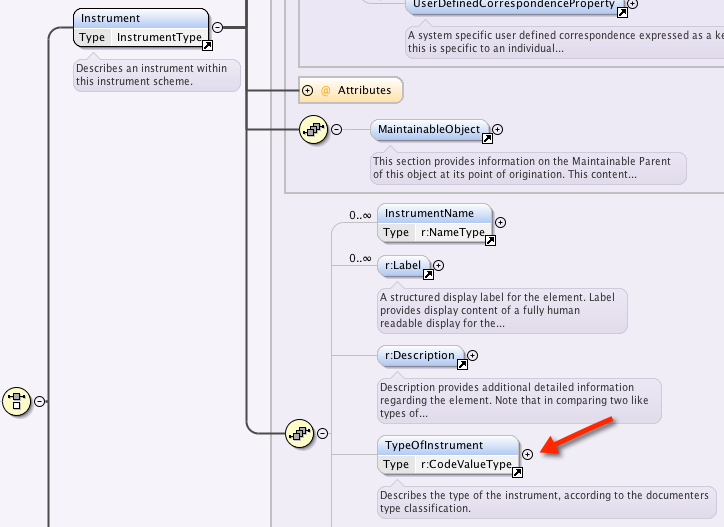 UserDefinedCorrespondenceProperty
A system specific user defined correspondence expressed as a
this is specific to an individual...
Instrument
Type InstrumentType
Describes an instrument within
this instrument scheme.
@ Attributes
MaintainableObject
This section provides information on the Maintainable Parent
of this object at its point of origination. This content...
0..∞
InstrumentName
Type r:NameType
0..∞
r:Label
A structured display label for the element. Label
provides display content of a fully human
readable display for the...
r:Description
Description provides additional detailed information
regarding the element. Note that in comparing two like
types of...
TypeOfInstrument
Type r:CodeValueType
Describes the type of the instrument, according to the documenters
type classification.